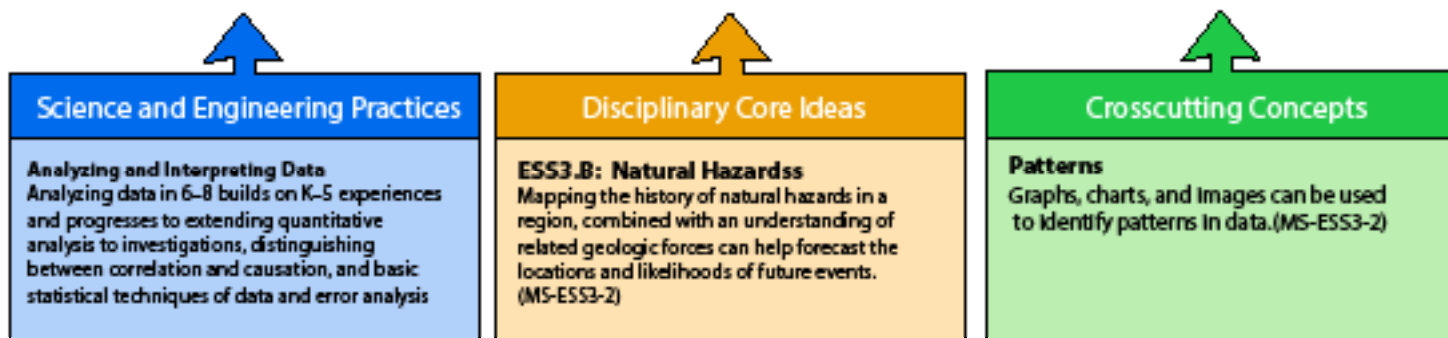 Science and Engineering Practices
Analyzing and Interpreting Data
Analyzing data in 6–8 builds on K–5 experiences
and progresses to extending quantitative
analysis to investigations, distinguishing
between correlation and causation, and basic
statistical techniques of data and error analysis
Disciplinary Core Ideas
ESS3.B: Natural Hazardss
Mapping the history of natural hazards in a
region, combined with an understanding of
related geologic forces can help forecast the
locations and likelihoods of future events.
(MS-ESS3-2)
Crosscutting Concepts
Patterns
Graphs, charts, and images can be used
to identify patterns in data.(MS-ESS3-2)